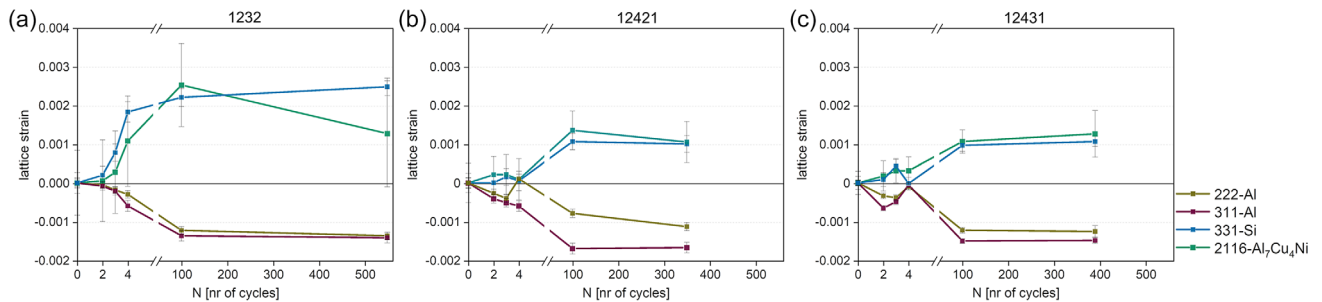 (a)
1232
0.004
0.003
0.002
0.001
0.000
-0.001
-0.002
lattice strain
0 2 4 100 200 300 400 500
N [nr of cycles]
(b)
12421
0.004
0.003
0.002
0.001
0
-0.001
-0.002
lattice strain
0 2 4 100 200 300 400 500
N [nr of cycles]
(c)
12431
0.004
0.003
0.002
0.001
0
-0.001
-0.002
lattice strain
0 2 4 100 200 300 400 500
N [nr of cycles]
222-Al
311-Al
331-Si
2116-Al₇Cu₄Ni